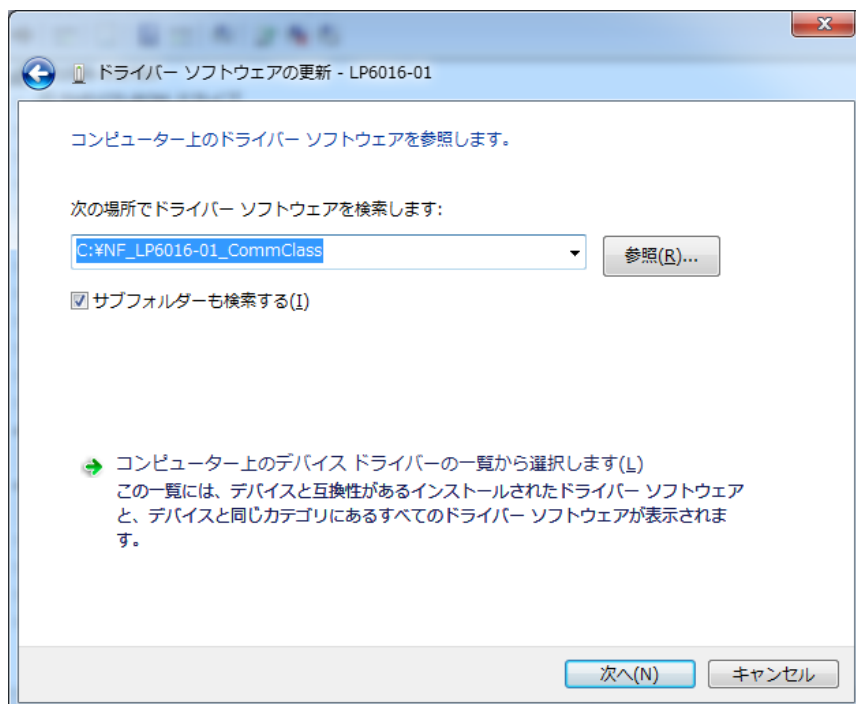 ドライバー ソフトウェアの更新 - LP6016-01
コンピューター上のドライバー ソフトウェアを参照します。
次の場所でドライバー ソフトウェアを検索します:
C:¥NF_LP6016-01_CommClass
参照(R)...
サブフォルダーも検索する(I)
コンピューター上のデバイス ドライバーの一覧から選択します(L)
この一覧には、デバイスと互換性があるインストールされたドライバー ソフトウェア
と、デバイスと同じカテゴリにあるすべてのドライバー ソフトウェアが表示されま
す。
次へ(N)
キャンセル